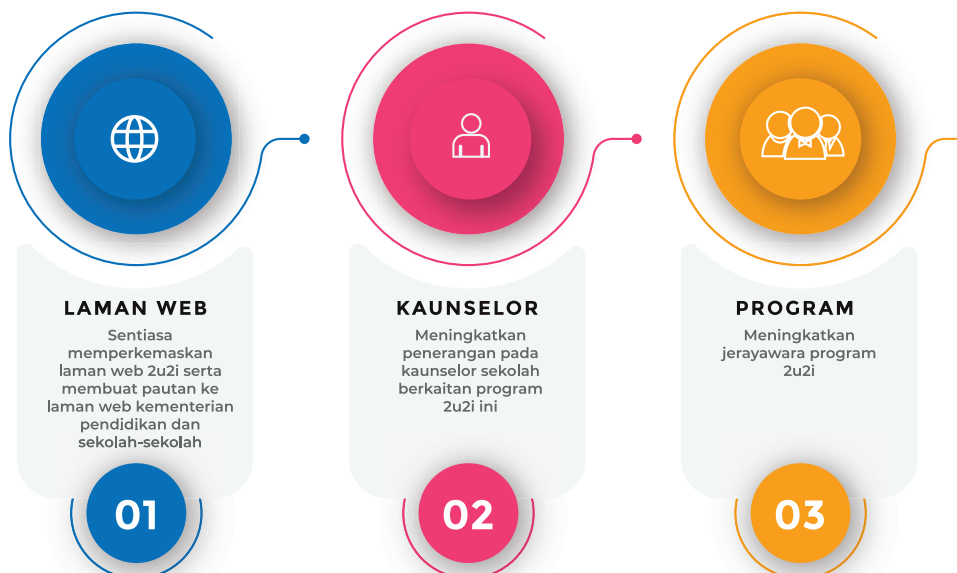 LAMAN WEB
Sentiasa
memperkemaskan
laman web 2u2i serta
membuat pautan ke
laman web kementerian
pendidikan dan
sekolah-sekolah
01
KAUNSELOR
Meningkatkan
penerangan pada
kaunselor sekolah
berkaitan program
2u2i ini
02
PROGRAM
Meningkatkan
jerayawara program
2u2i
03